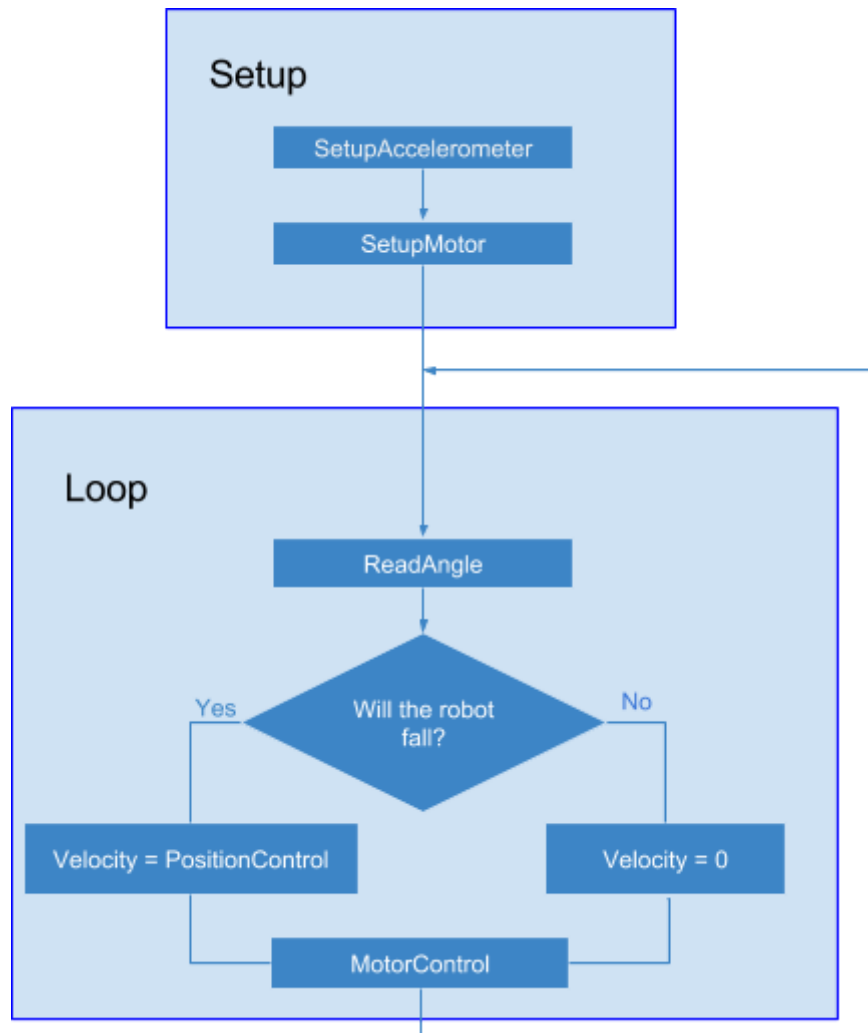 Setup
SetupAccelerometer
SetupMotor
Loop
ReadAngle
Will the robot
fall?
Yes
No
Velocity = PositionControl
Velocity = 0
MotorControl